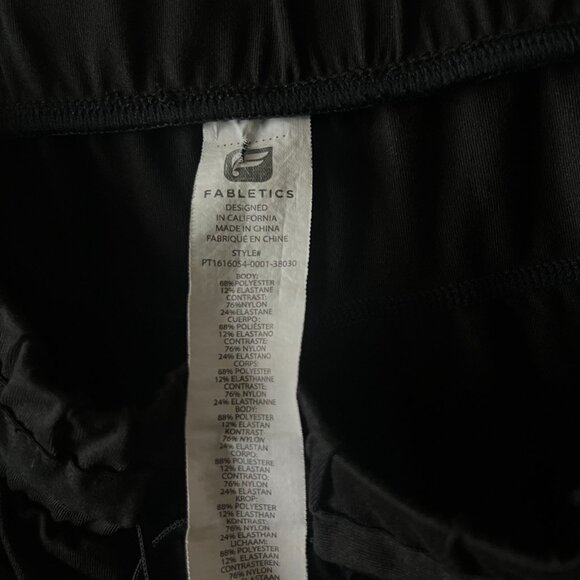 FABLETICS
DESIGNED
IN CALIFORNIA
MADE IN CHINA
FABRIQUÉ EN CHINE
STYLE#
PT1616054-0001-38030
BODY:
88%POLYESTER
12% ELASTANE
CONTRAST:
76%NYLON
24%ELASTANE
CUERPO:
88% POLIÉSTER
12% ELASTANO
CONTRASTE:
76% NYLON
24% ELASTANO
CORPS:
88% POLYESTER
12% ELASTHANNE
CONTRASTE:
76% NYLON
24% ELASTHANNE
BODY:
88% POLYESTER
12% ELASTAN
KONTRAST
76% NYLON
24% ELASTAN
CORPO:
88% POLIESTERE
12% ELASTAN
CONTRASTO:
76% NYLON
24% ELASTAN
KROP:
88% POLYESTER
12% ELASTHAN
KONTRAST:
76% NYLON
24% ELASTHAN
LICHAAM:
88% POLYESTER
12% ELASTAAN
CONTRASTEREN:
76% NYLON